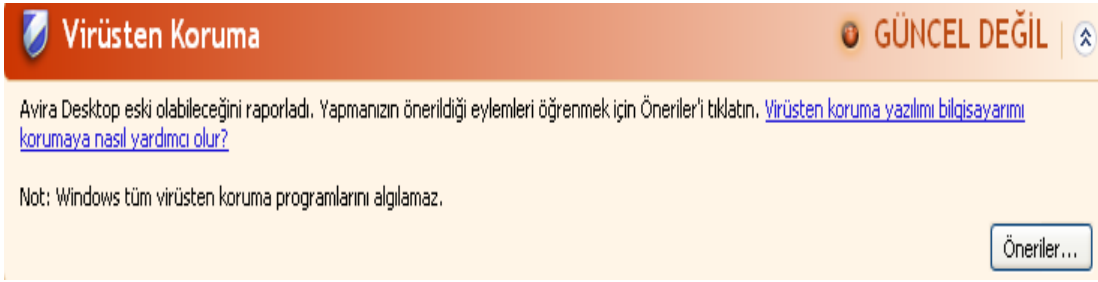 Virüsten Koruma
GÜNCEL DEĞİL
Avira Desktop eski olabileceğini raporladı. Yapmanızın önerildiği eylemleri öğrenmek için Öneriler'i tıklatın. Virüsten koruma yazılımı bilgisayarımı
korumaya nasıl yardımcı olur?
Not: Windows tüm virüsten koruma programlarını algılamaz.
Öneriler...